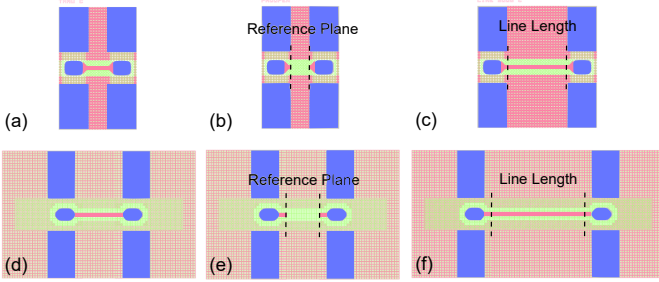 Reference Plane
Line Length
(a)
(b)
(c)
Reference Plane
Line Length
(d)
(e)
(f)